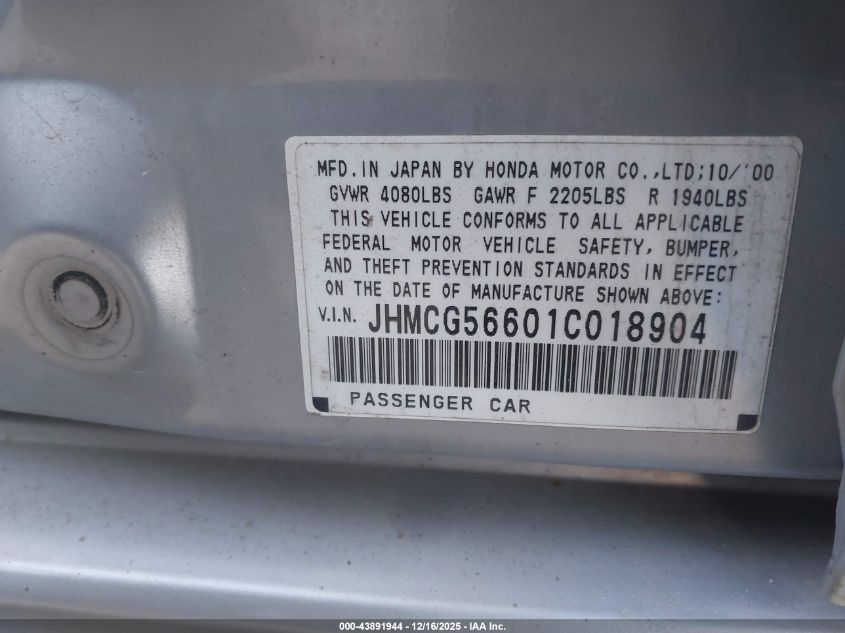 MFD. IN JAPAN BY HONDA MOTOR CO., LTD; 10/'00
GVWR 4080LBS GAWR F 2205LBS R 1940LBS
THIS VEHICLE CONFORMS TO ALL APPLICABLE
FEDERAL MOTOR VEHICLE SAFETY, BUMPER,
AND THEFT PREVENTION STANDARDS IN EFFECT
ON THE DATE OF MANUFACTURE SHOWN ABOVE:
V.I.N. JHMCG56601C018904
PASSENGER CAR
000-43891944 - 12/16/2025 - IAA Inc.